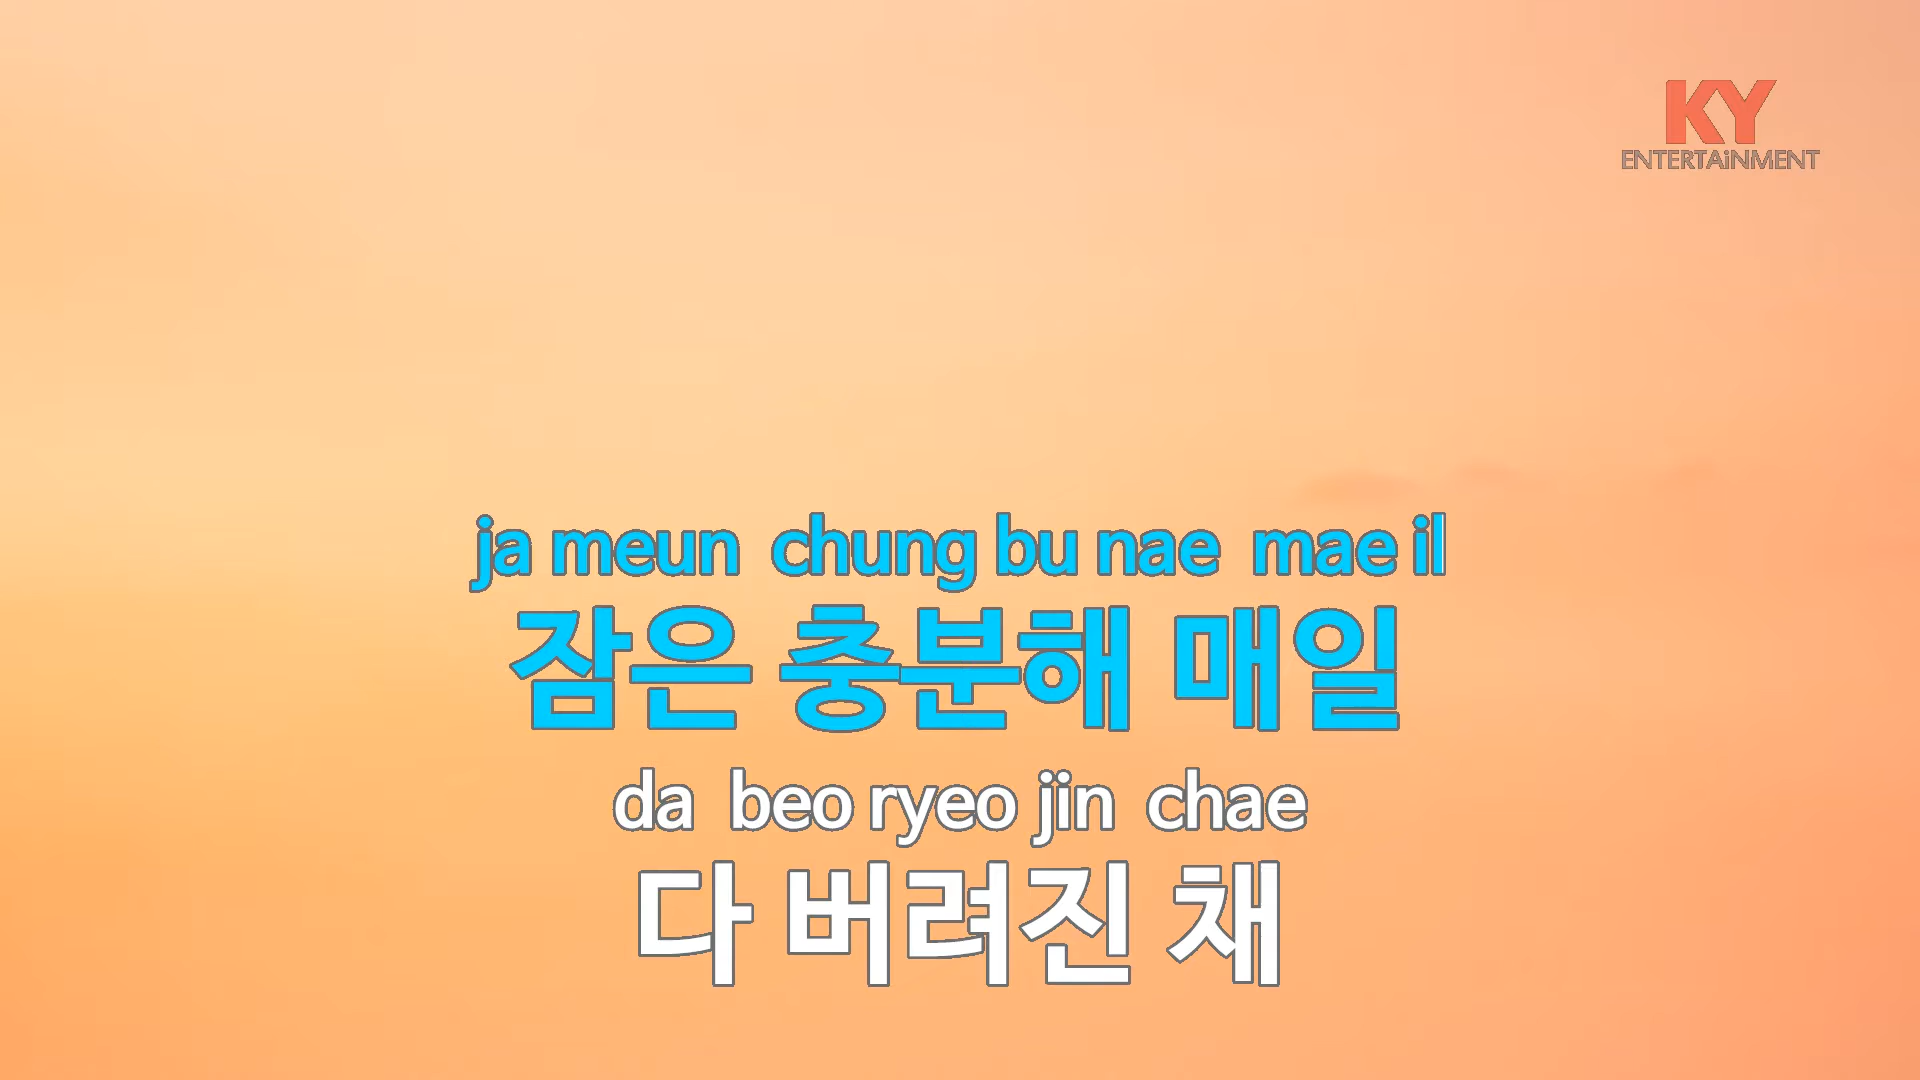 KY
ENTERTAiNMENT
ja meun chung bu nae mae il
잠은 충분해 매일
da beo ryeo jin chae
다 버려진 채